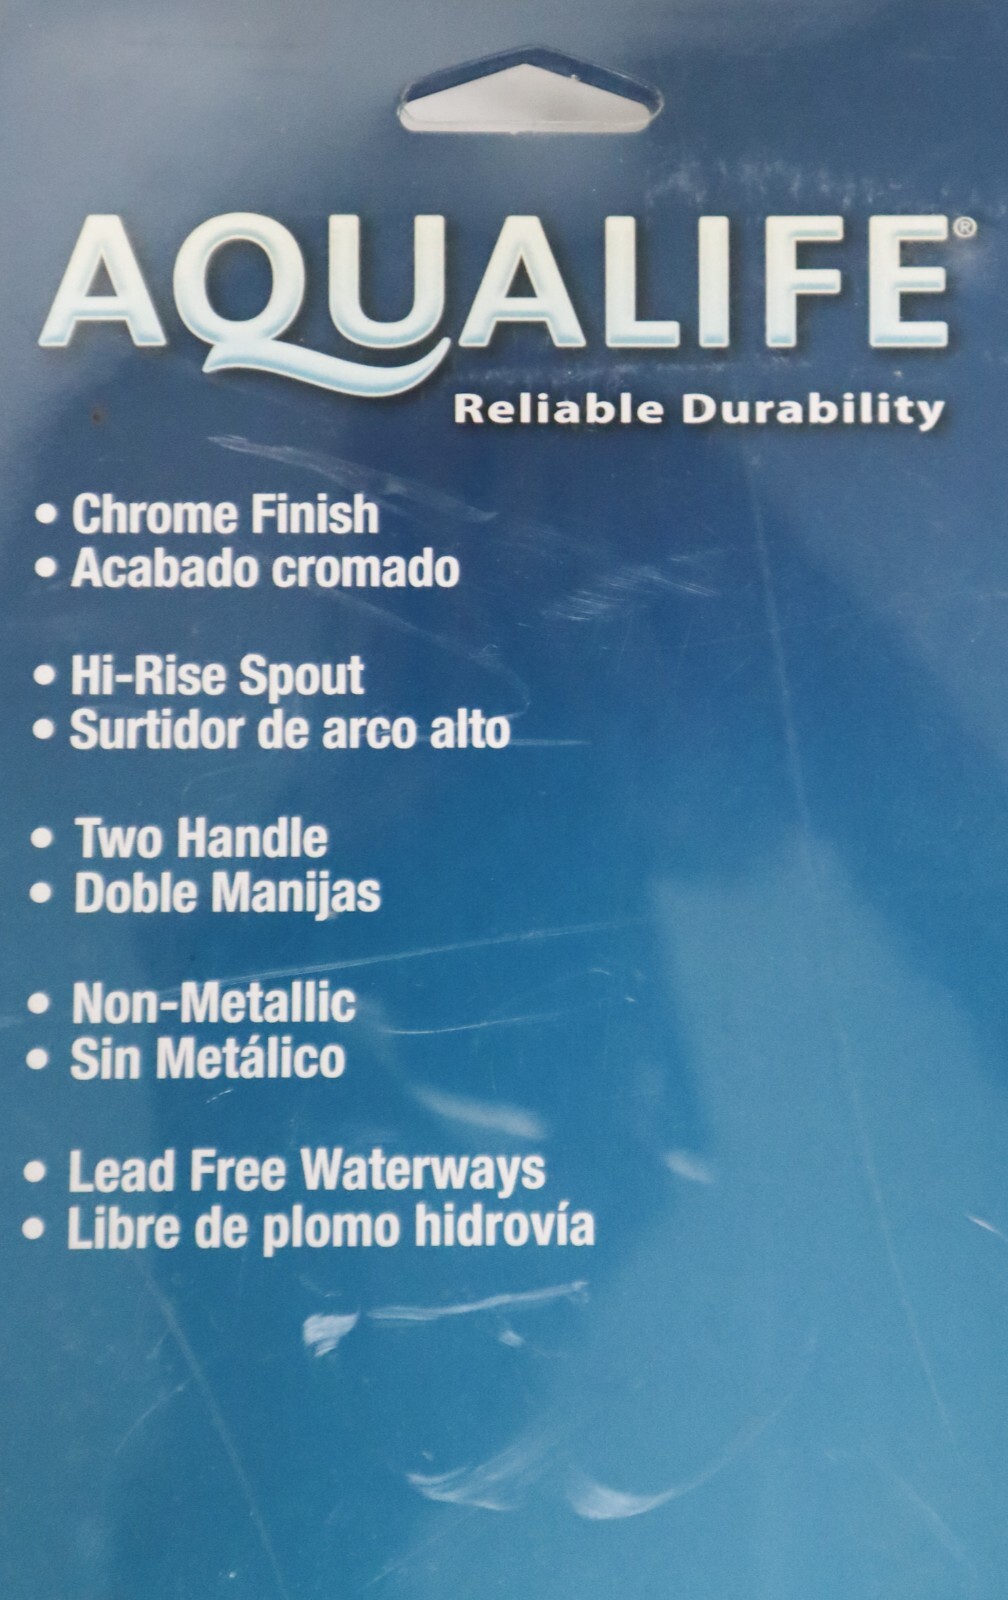 AQUALIFE®
Reliable Durability
• Chrome Finish
• Acabado cromado
• Hi-Rise Spout
• Surtidor de arco alto
• Two Handle
• Doble Manijas
• Non-Metallic
• Sin Metálico
• Lead Free Waterways
• Libre de plomo hidrovía